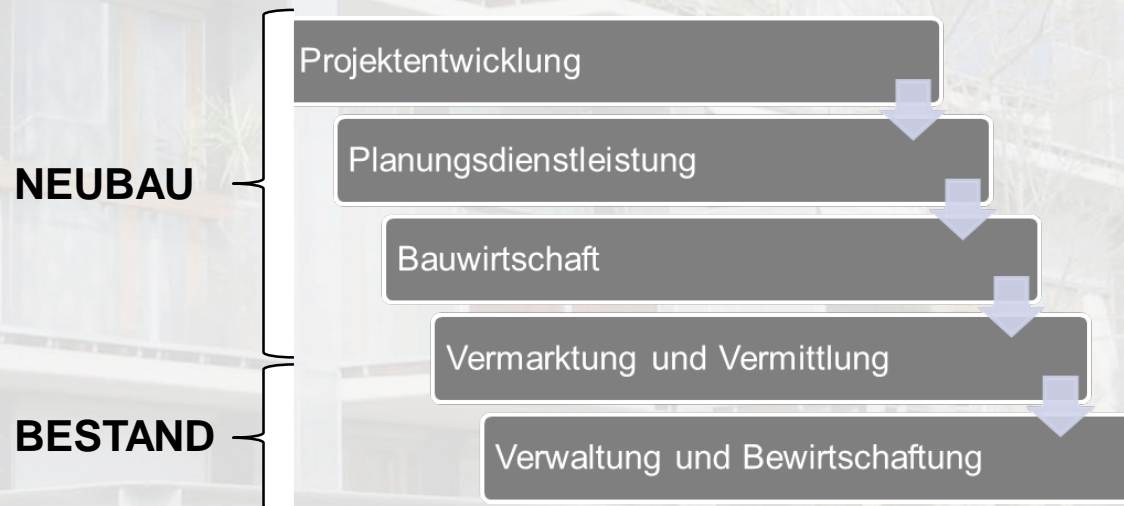 Projektentwicklung
Planungsdienstleistung
NEUBAU
Bauwirtschaft
Vermarktung und Vermittlung
BESTAND
Verwaltung und Bewirtschaftung